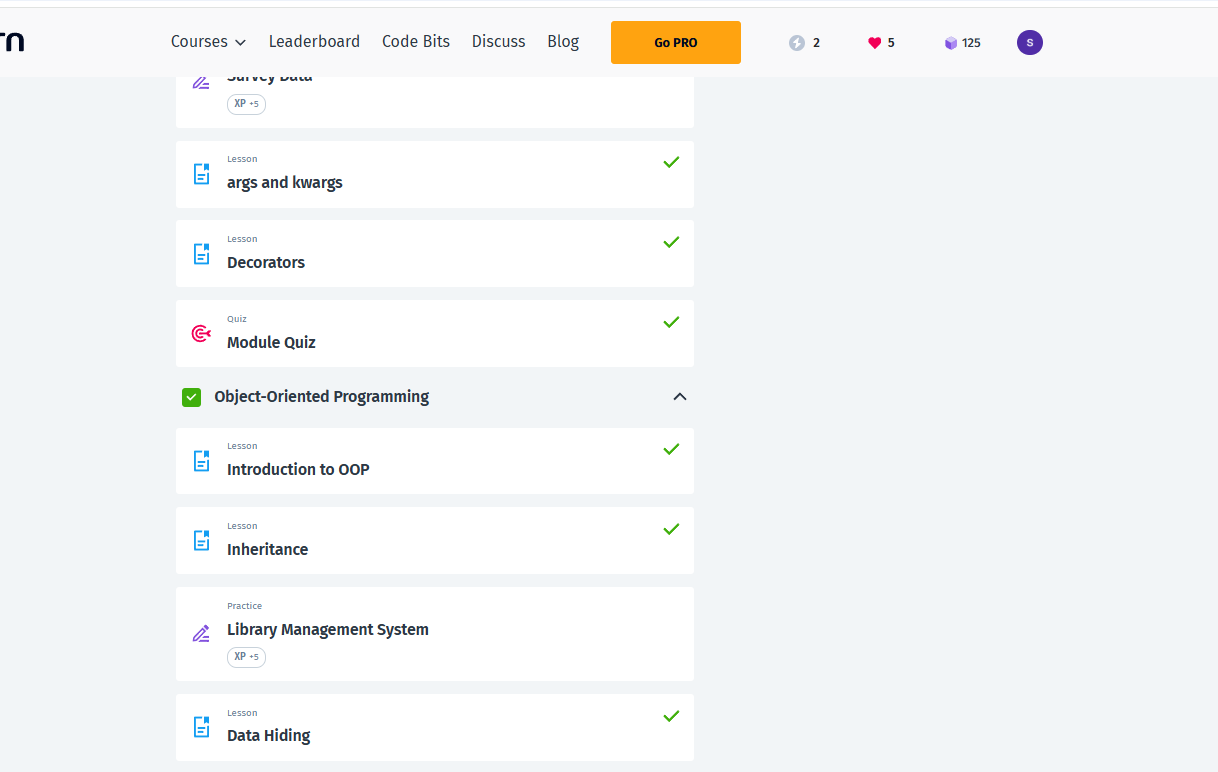 rn
Courses
Leaderboard
Code Bits
Discuss
Blog
Go PRO
2
5
125
S
Survey Data
XP +5
Lesson
args and kwargs
Lesson
Decorators
Quiz
Module Quiz
Object-Oriented Programming
Lesson
Introduction to OOP
Lesson
Inheritance
Practice
Library Management System
XP +5
Lesson
Data Hiding